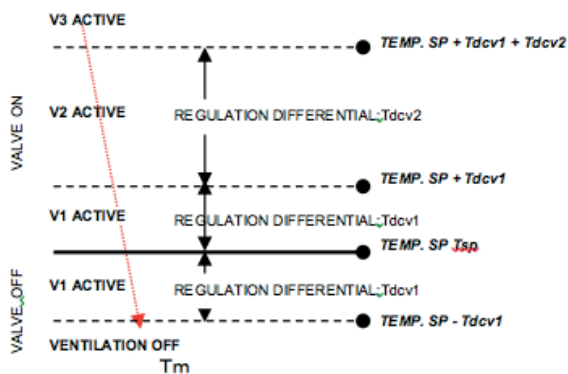 V3 ACTIVE
TEMP. SP + Tdcv1 + Tdcv2
VALVE ON
V2 ACTIVE
REGULATION DIFFERENTIAL:Tdcv2
TEMP. SP + Tdcv1
V1 ACTIVE
REGULATION DIFFERENTIAL:Tdcv1
TEMP. SP Tsp
VALVE OFF
V1 ACTIVE
REGULATION DIFFERENTIAL:Tdcv1
TEMP. SP - Tdcv1
VENTILATION OFF
Tm